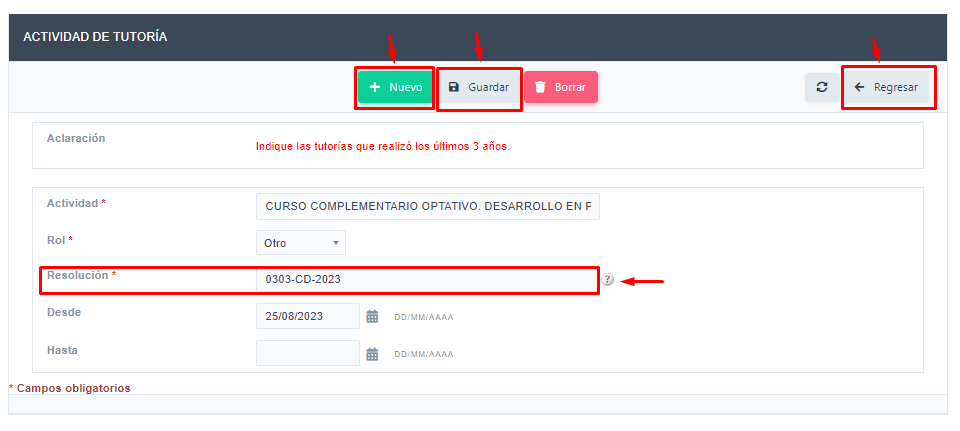 ACTIVIDAD DE TUTORÍA
Nuevo Guardar Borrar Regresar
Aclaración
Indique las tutorías que realizó los últimos 3 años.
Actividad * CURSO COMPLEMENTARIO OPTATIVO. DESARROLLO EN F
Rol * Otro
Resolución * 0303-CD-2023 ?
Desde 25/08/2023 DD/MM/AAAA
Hasta DD/MM/AAAA
* Campos obligatorios